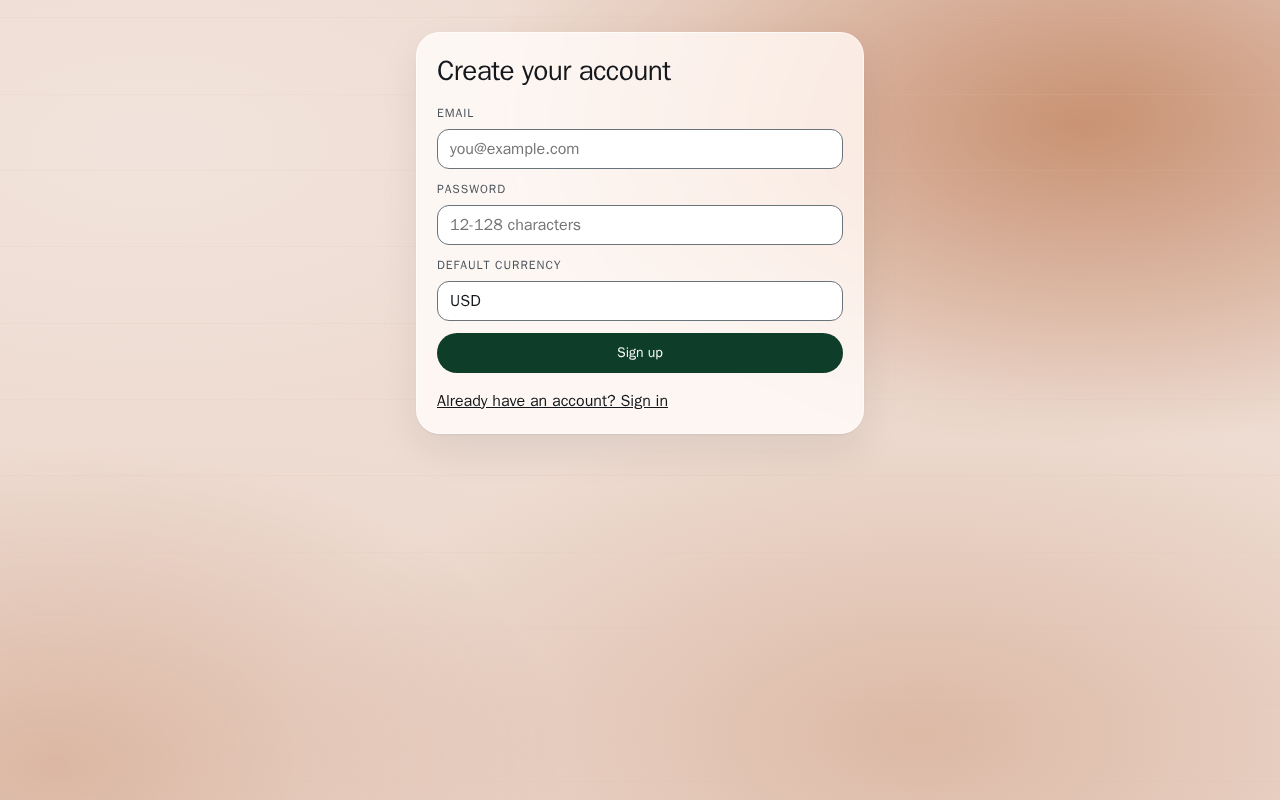 Create your account
EMAIL
you@example.com
PASSWORD
12-128 characters
DEFAULT CURRENCY
USD
Sign up
Already have an account? Sign in